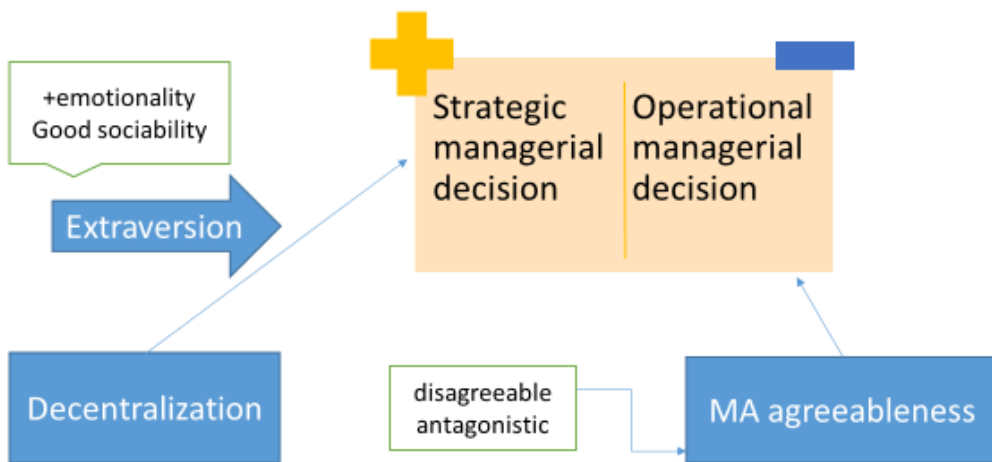 +emotionality
Good sociability
Extraversion
Strategic
managerial
decision
Operational
managerial
decision
Decentralization
disagreeable
antagonistic
MA agreeableness